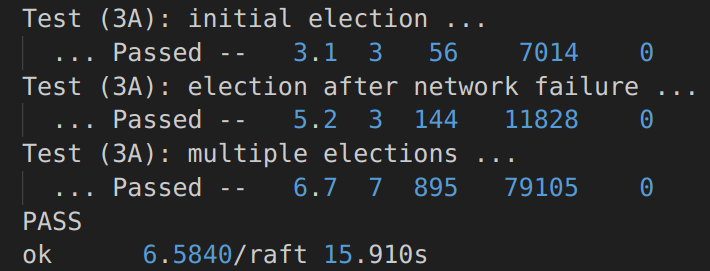 Test (3A): initial election ...
  ... Passed --   3.1  3   56    7014    0
Test (3A): election after network failure ...
  ... Passed --   5.2  3  144   11828    0
Test (3A): multiple elections ...
  ... Passed --   6.7  7  895   79105    0
PASS
ok      6.5840/raft 15.910s